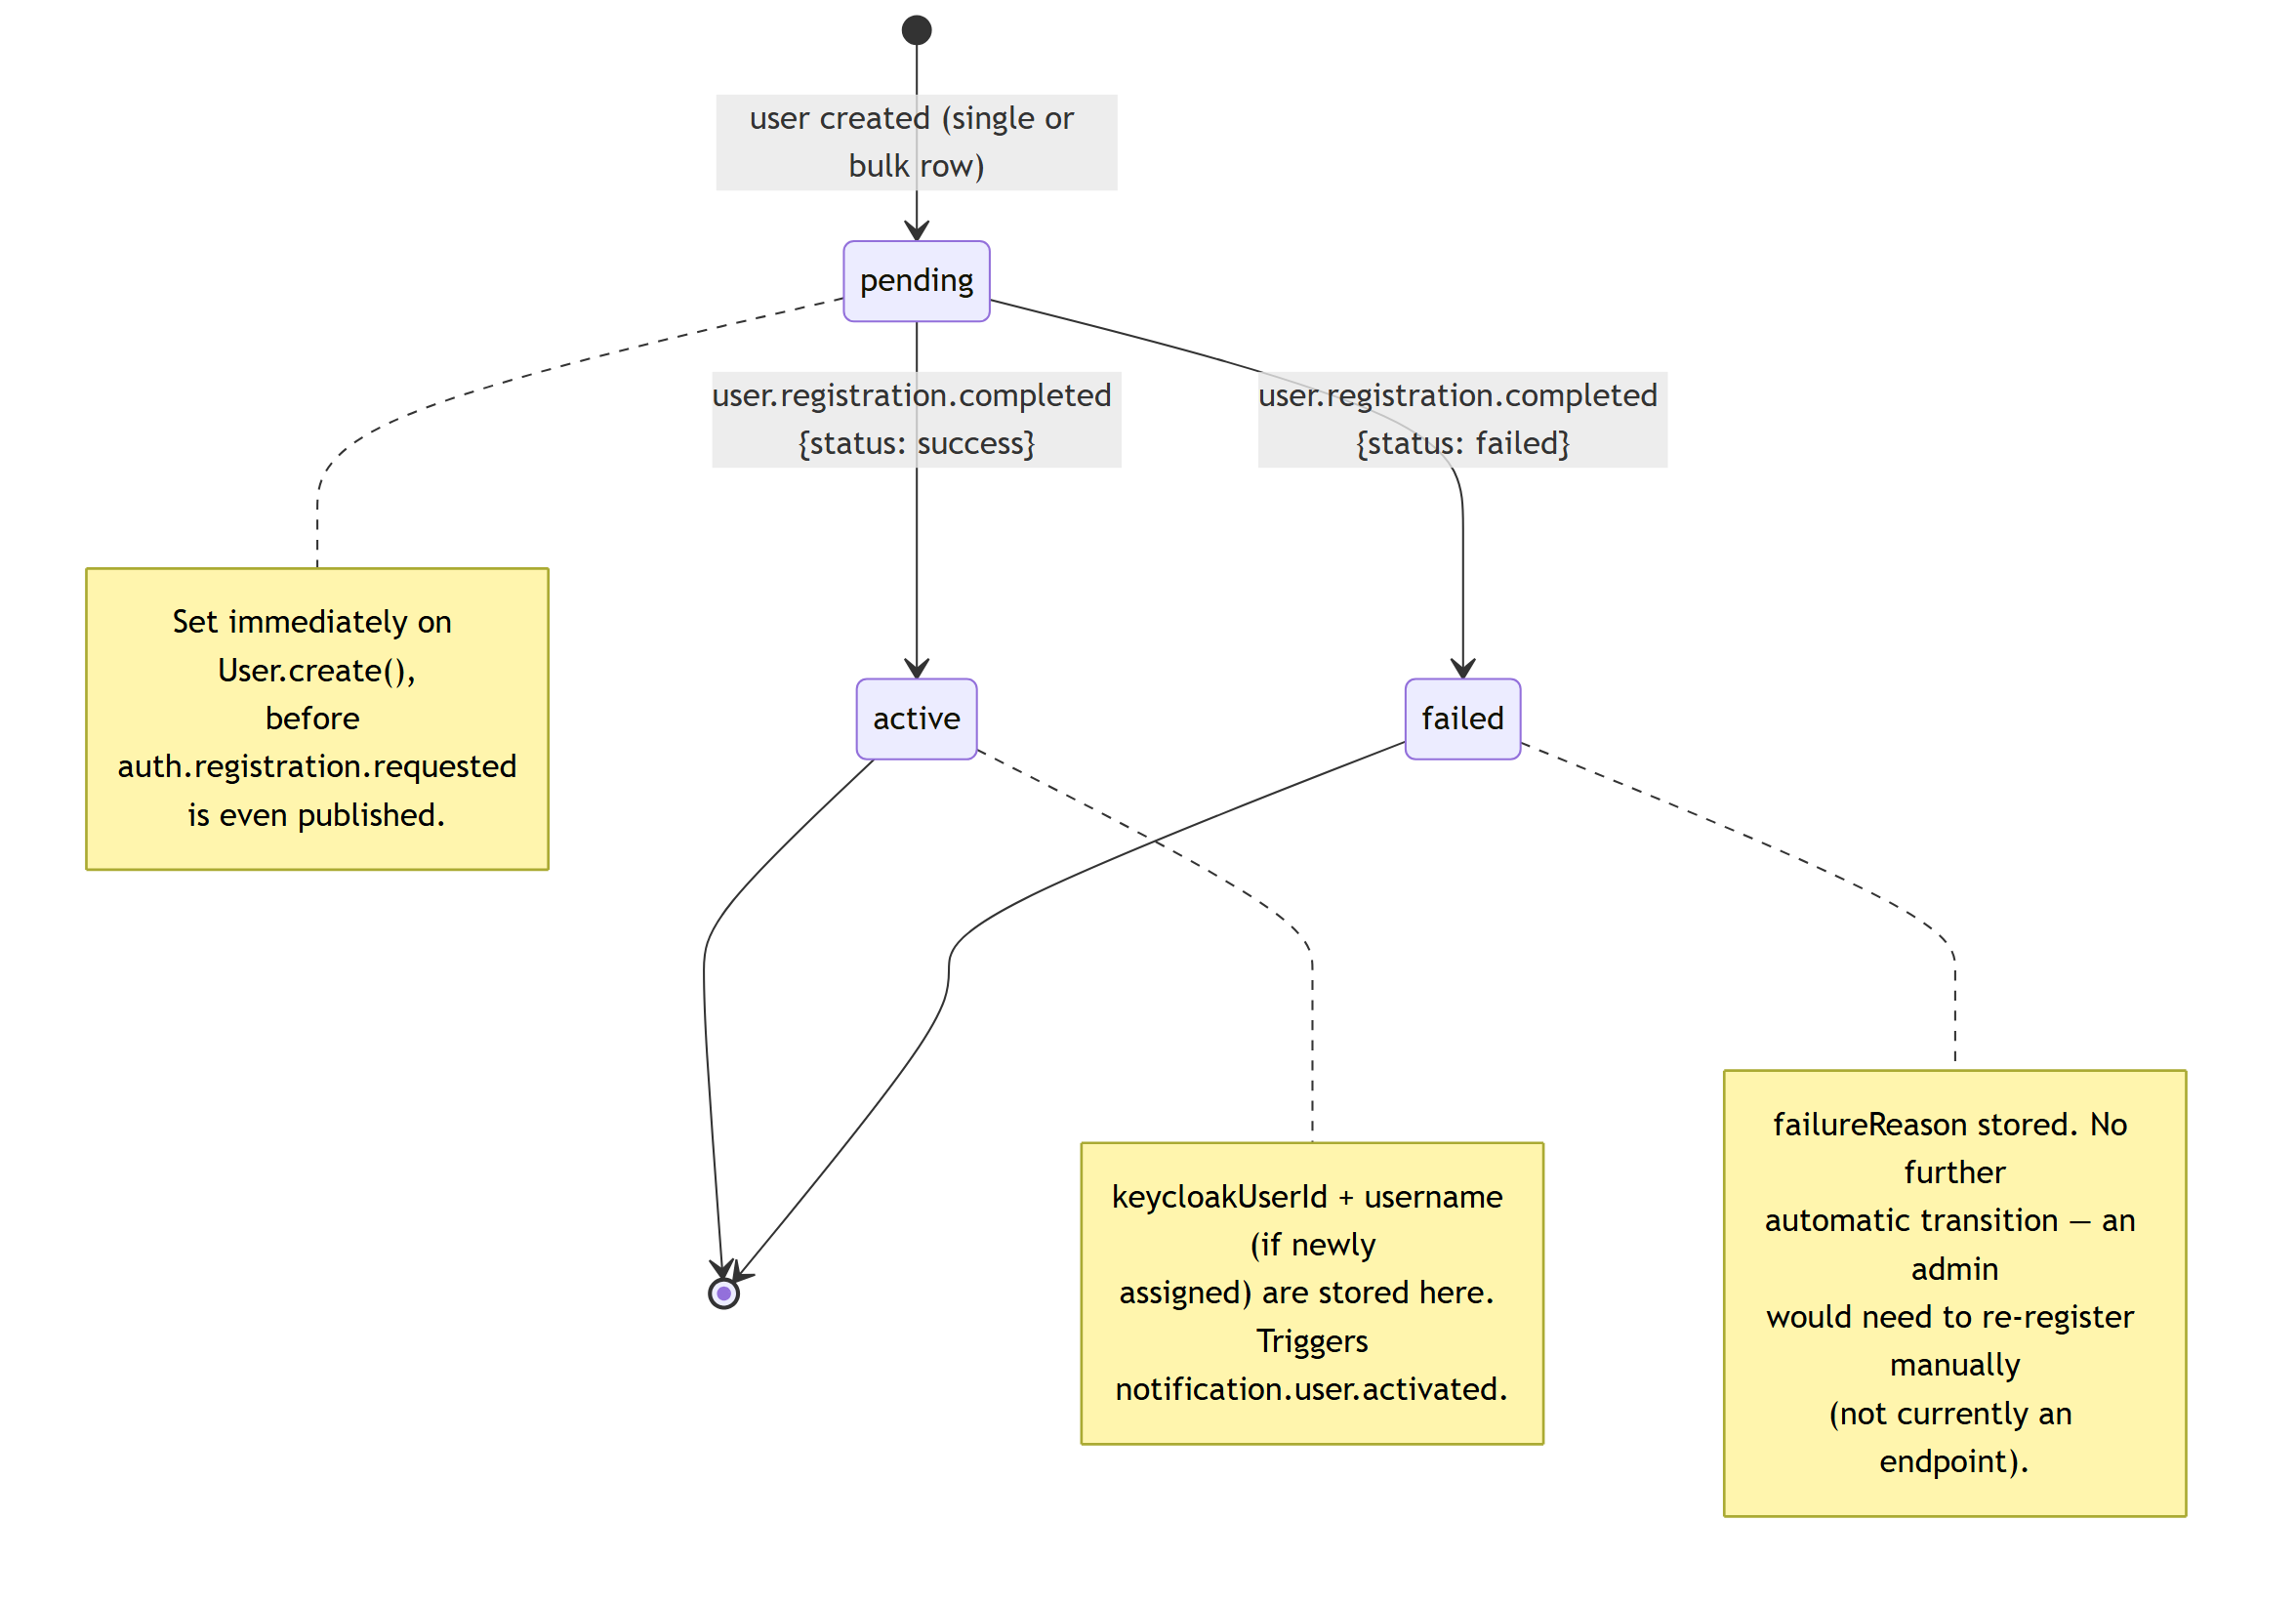 user created (single or
bulk row)
pending
user.registration.completed
{status: success}
user.registration.completed
{status: failed}
Set immediately on
User.create(),
before
auth.registration.requested
is even published.
active
failed
keycloakUserId + username
(if newly
assigned) are stored here.
Triggers
notification.user.activated.
failureReason stored. No
further
automatic transition — an
admin
would need to re-register
manually
(not currently an
endpoint).